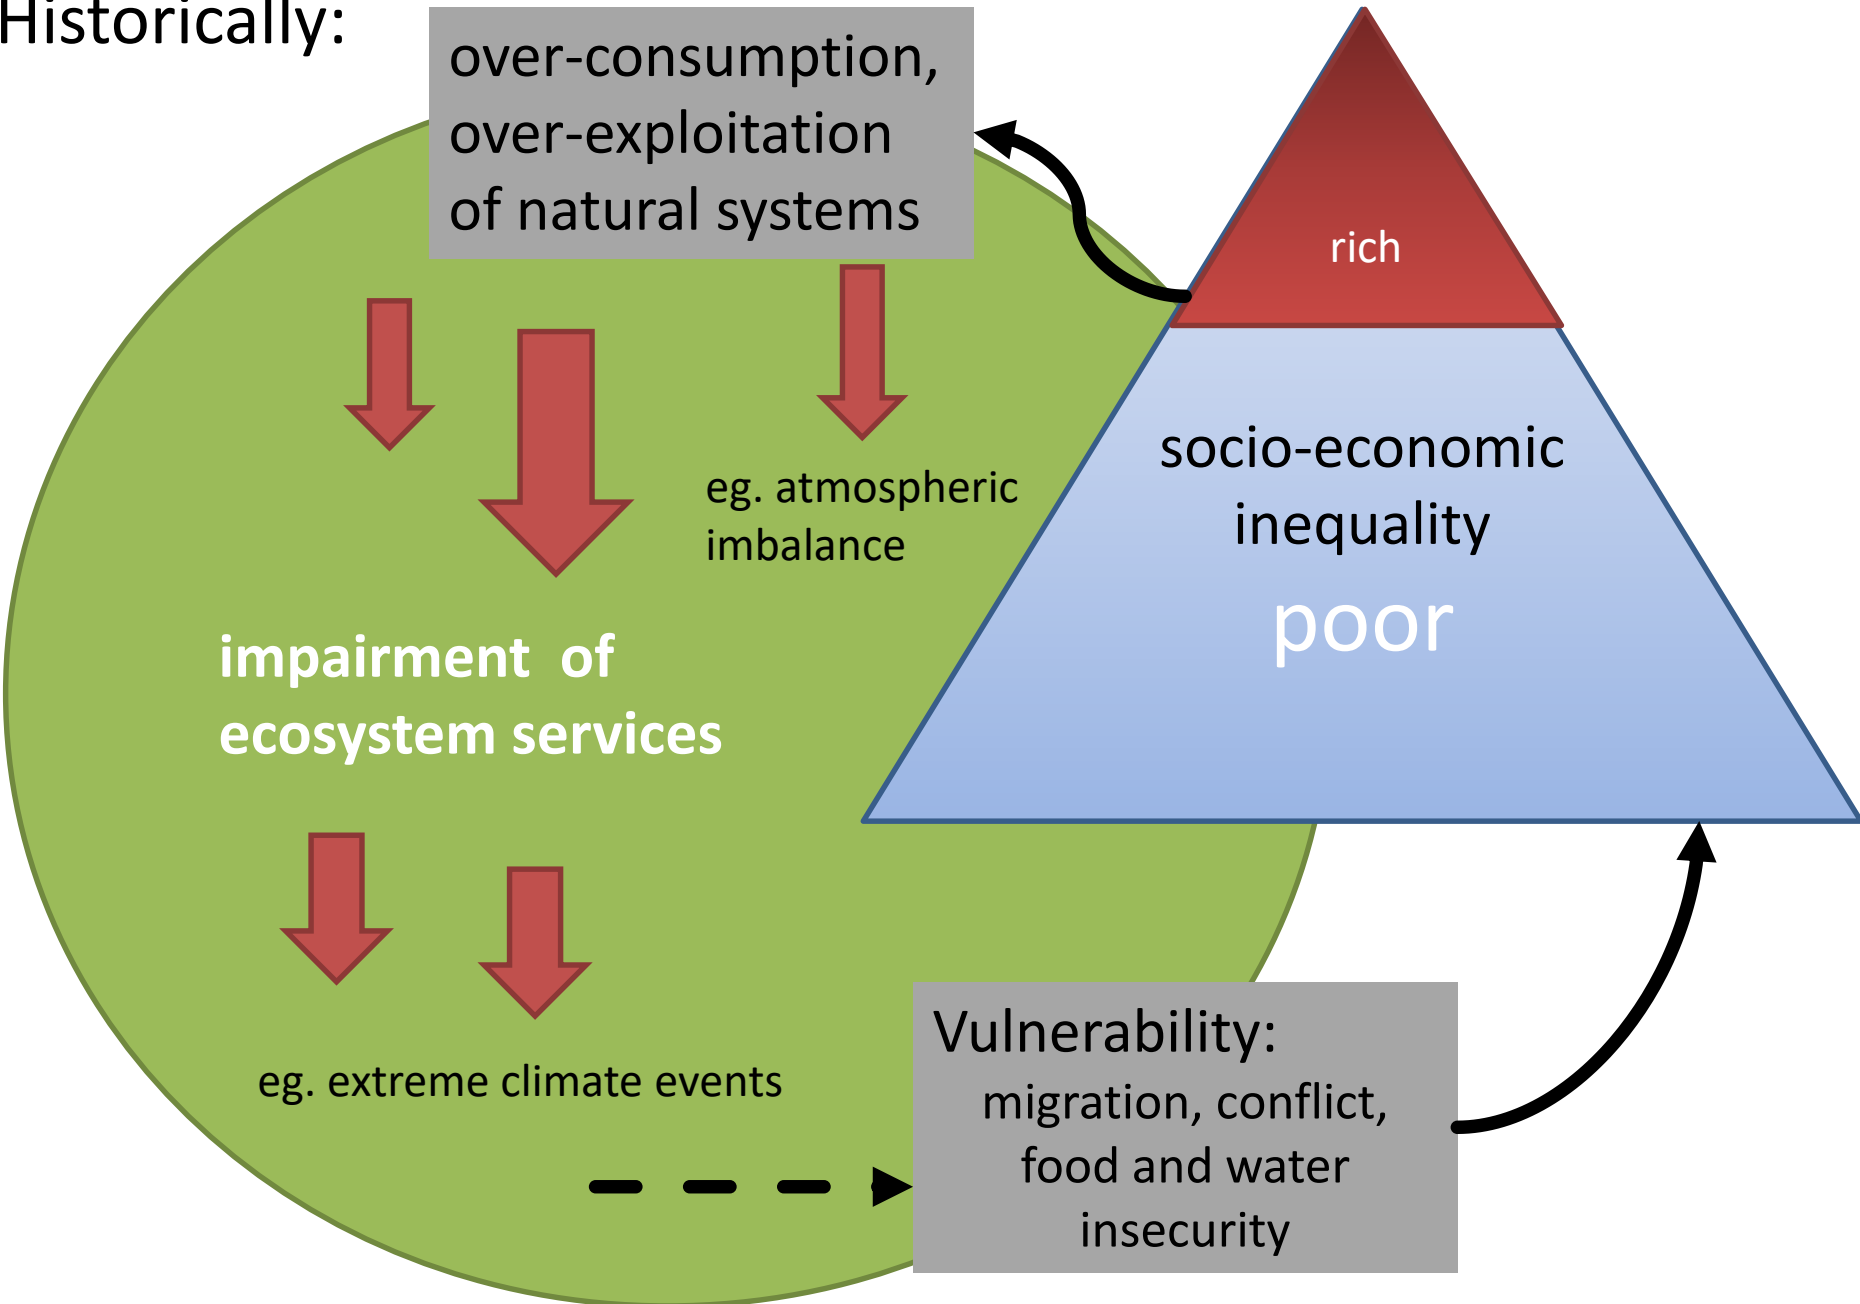 Historically:
over-consumption,
over-exploitation
of natural systems
rich
eg. atmospheric
imbalance
socio-economic
inequality
poor
impairment  of
ecosystem services
eg. extreme climate events
Vulnerability:
migration, conflict,
food and water
insecurity